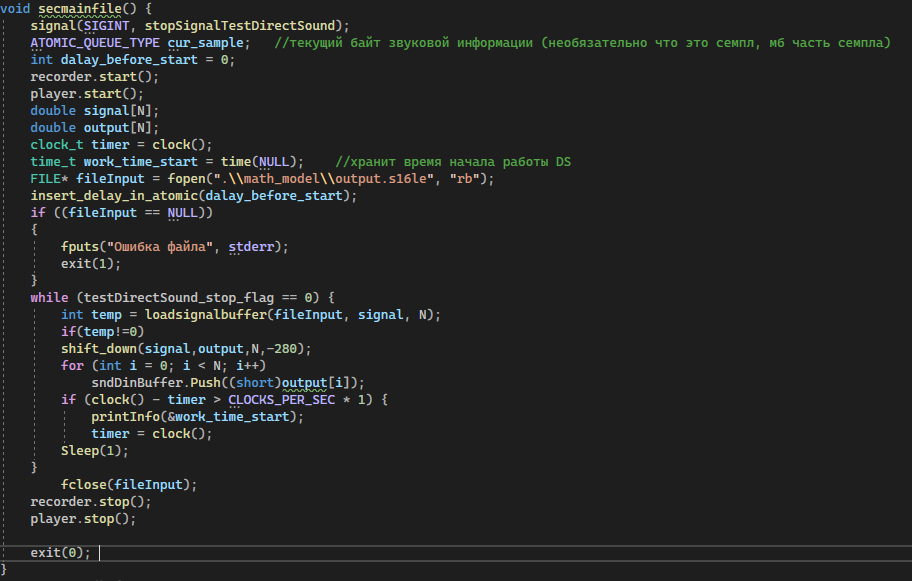 void secmainfile() {
signal(SIGINT, stopSignalTestDirectSound);
ATOMIC_QUEUE_TYPE cur_sample;   //текущий байт звуковой информации (необязательно что это семпл, мб часть семпла)
int dalay_before_start = 0;
recorder.start();
player.start();
double signal[N];
double output[N];
clock_t timer = clock();
time_t work_time_start = time(NULL);    //хранит время начала работы DS
FILE* fileInput = fopen(".\\math_model\\output.s16le", "rb");
insert_delay_in_atomic(dalay_before_start);
if ((fileInput == NULL))
{
fputs("Ошибка файла", stderr);
exit(1);
}
while (testDirectSound_stop_flag == 0) {
int temp = loadsignalbuffer(fileInput, signal, N);
if(temp!=0)
shift_down(signal,output,N,-280);
for (int i = 0; i < N; i++)
sndDinBuffer.Push((short)output[i]);
if (clock() - timer > CLOCKS_PER_SEC * 1) {
printInfo(&work_time_start);
timer = clock();
Sleep(1);
}
fclose(fileInput);
recorder.stop();
player.stop();
exit(0);
}